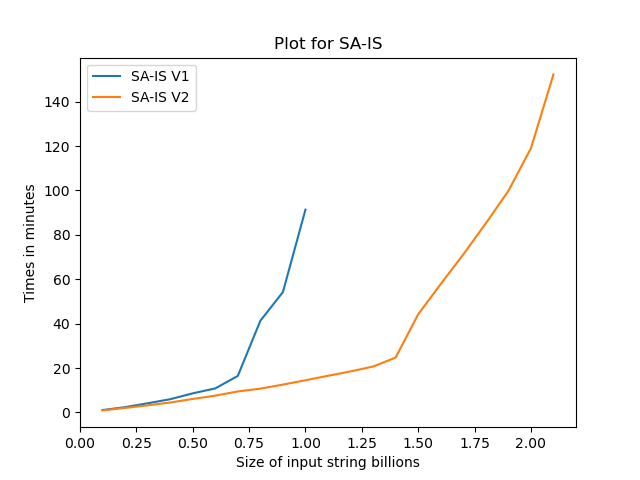 Plot for SA-IS
SA-IS V1
SA-IS V2
Times in minutes
140
120
100
80
60
40
20
0
0.00 0.25 0.50 0.75 1.00 1.25 1.50 1.75 2.00
Size of input string billions